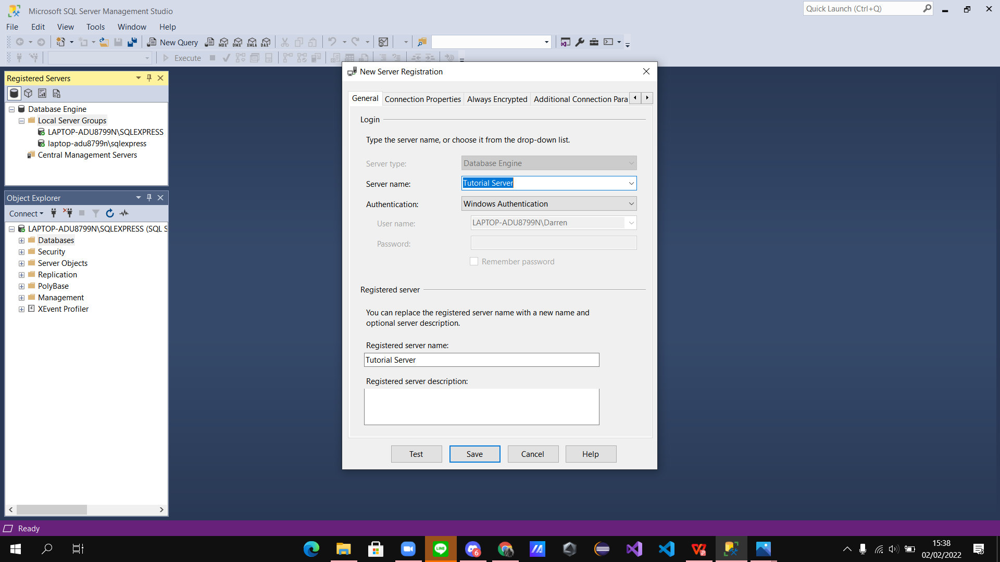 Microsoft SQL Server Management Studio
Quick Launch (Ctrl+Q)
File Edit View Tools Window Help
New Query MDX DMX XMLA DAX
Execute
Registered Servers
Database Engine
Local Server Groups
LAPTOP-ADU8799N\SQLEXPRESS
laptop-adu8799n\sqlexpress
Central Management Servers
Object Explorer
Connect
LAPTOP-ADU8799N\SQLEXPRESS (SQL S
Databases
Security
Server Objects
Replication
PolyBase
Management
XEvent Profiler
New Server Registration
General Connection Properties Always Encrypted Additional Connection Para
Login
Type the server name, or choose it from the drop-down list.
Server type: Database Engine
Server name: Tutorial Server
Authentication: Windows Authentication
User name: LAPTOP-ADU8799N\Darren
Password:
Remember password
Registered server
You can replace the registered server name with a new name and
optional server description.
Registered server name:
Tutorial Server
Registered server description:
Test Save Cancel Help
Ready
LINE
6
15:38
02/02/2022